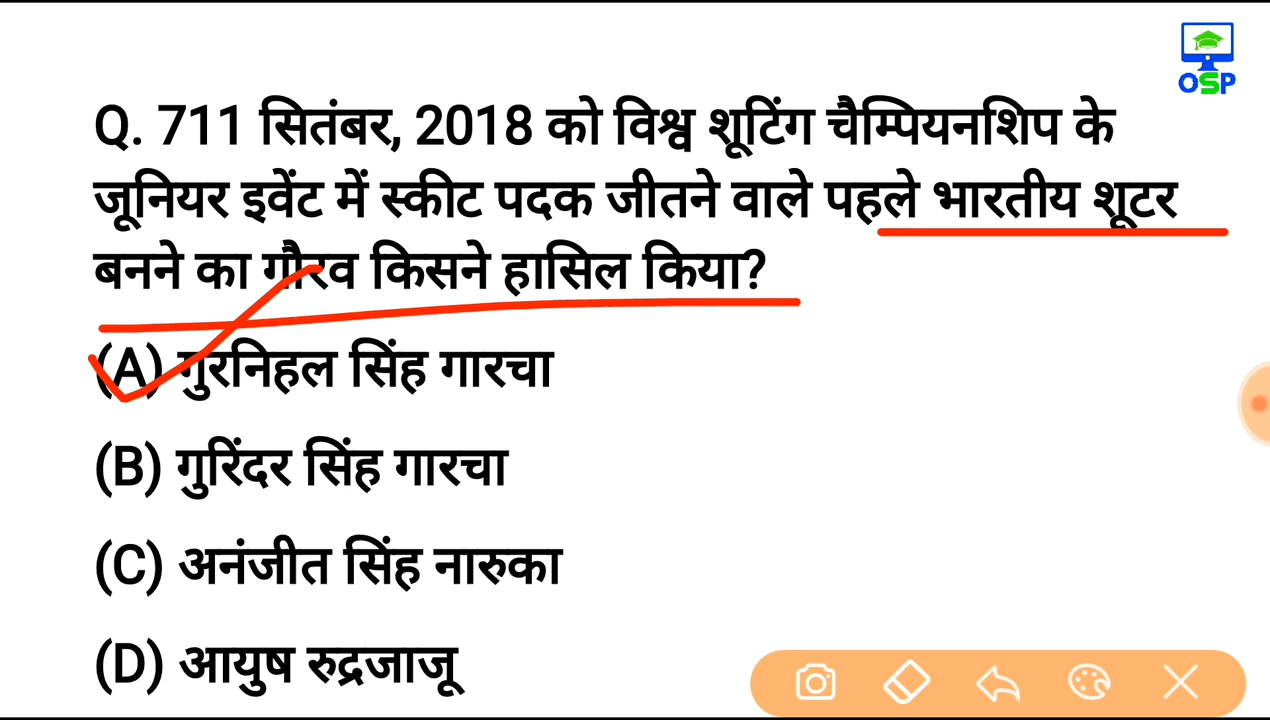 OSP
Q. 711 सितंबर, 2018 को विश्व शूटिंग चैम्पियनशिप के
जूनियर इवेंट में स्कीट पदक जीतने वाले पहले भारतीय शूटर
बनने का गौरव किसने हासिल किया?
(A) गुरनिहल सिंह गारचा
(B) गुरिंदर सिंह गारचा
(C) अनंजीत सिंह नारुका
(D) आयुष रुद्रजाजू